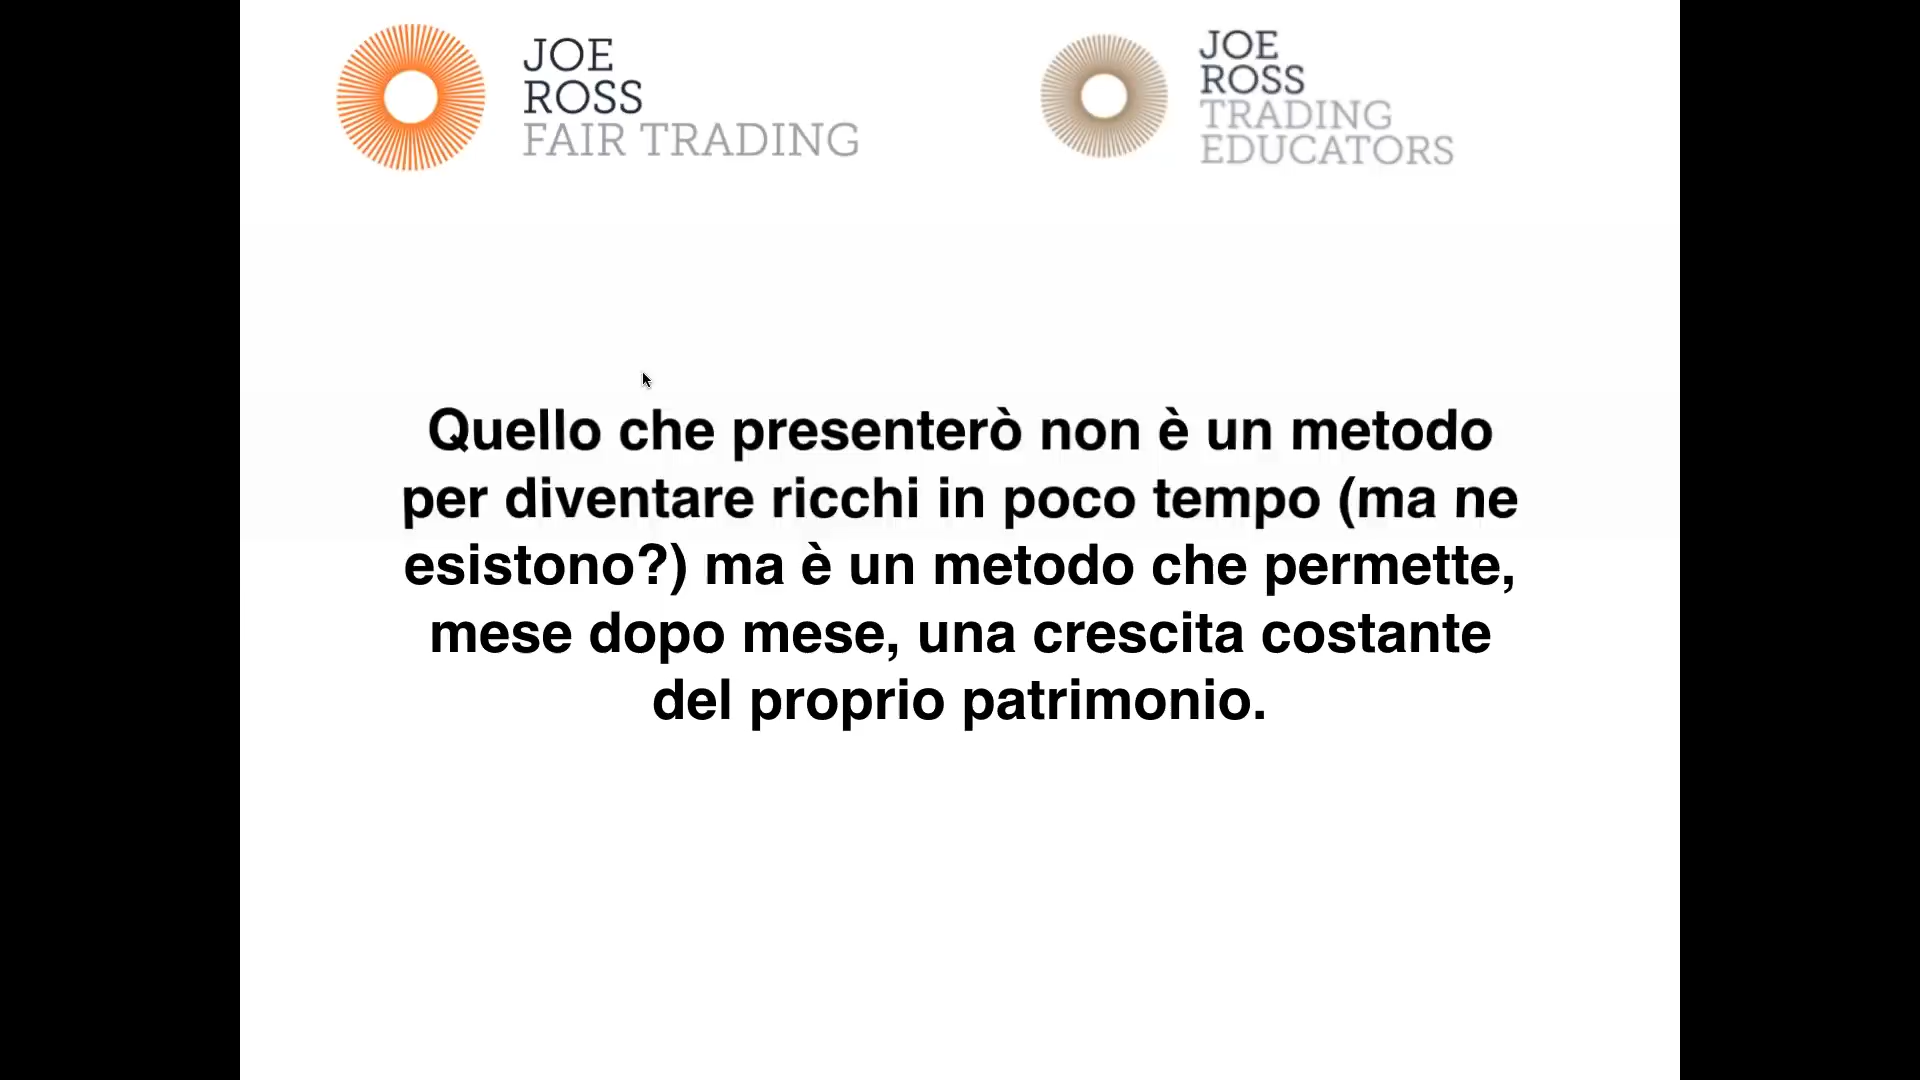 JOE
ROSS
FAIR TRADING
JOE
ROSS
TRADING
EDUCATORS
Quello che presenterò non è un metodo
per diventare ricchi in poco tempo (ma ne
esistono?) ma è un metodo che permette,
mese dopo mese, una crescita costante
del proprio patrimonio.